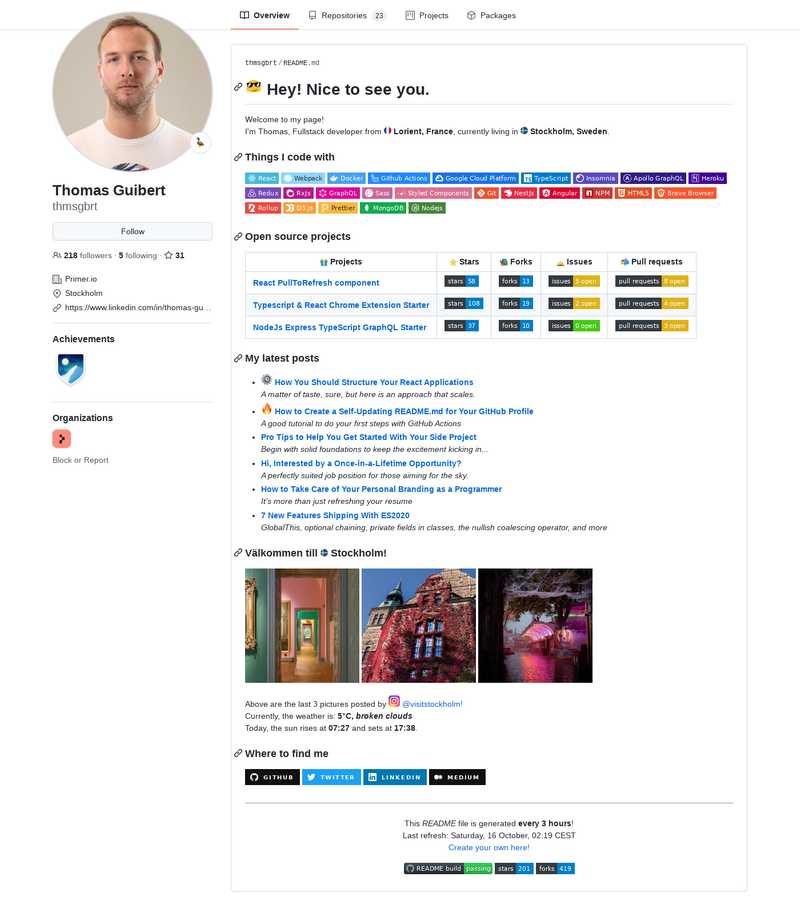 Overview
Repositories 23
Projects
Packages
Thomas Guibert
thmsgbrt
Follow
218 followers · 5 following · 31
Primer.io
Stockholm
https://www.linkedin.com/in/thomas-gu…
Achievements
Organizations
Block or Report
thmsgbrt / README.md
😎 Hey! Nice to see you.
Welcome to my page!
I'm Thomas, Fullstack developer from 🇫🇷 Lorient, France, currently living in 🇸🇪 Stockholm, Sweden.
Things I code with
React Webpack Docker Github Actions Google Cloud Platform TypeScript Insomnia Apollo GraphQL Heroku
Redux RxJs GraphQL Sass Styled Components Git NestJs Angular NPM HTML5 Brave Browser
Rollup D3.js Prettier MongoDB Nodejs
Open source projects
🎁 Projects ⭐ Stars 📚 Forks 🛎 Issues 📬 Pull requests
React PullToRefresh component stars 58 forks 13 issues 5 open pull requests 8 open
Typescript & React Chrome Extension Starter stars 108 forks 19 issues 2 open pull requests 4 open
NodeJs Express TypeScript GraphQL Starter stars 37 forks 10 issues 0 open pull requests 3 open
My latest posts
How You Should Structure Your React Applications
A matter of taste, sure, but here is an approach that scales.
🔥 How to Create a Self-Updating README.md for Your GitHub Profile
A good tutorial to do your first steps with GitHub Actions
Pro Tips to Help You Get Started With Your Side Project
Begin with solid foundations to keep the excitement kicking in...
Hi, Interested by a Once-in-a-Lifetime Opportunity?
A perfectly suited job position for those aiming for the sky.
How to Take Care of Your Personal Branding as a Programmer
It's more than just refreshing your resume
7 New Features Shipping With ES2020
GlobalThis, optional chaining, private fields in classes, the nullish coalescing operator, and more
Välkommen till 🇸🇪 Stockholm!
Above are the last 3 pictures posted by @visitstockholm!
Currently, the weather is: 5°C, broken clouds
Today, the sun rises at 07:27 and sets at 17:38.
Where to find me
GITHUB TWITTER LINKEDIN MEDIUM
This README file is generated every 3 hours!
Last refresh: Saturday, 16 October, 02:19 CEST
Create your own here!
README build passing stars 201 forks 419